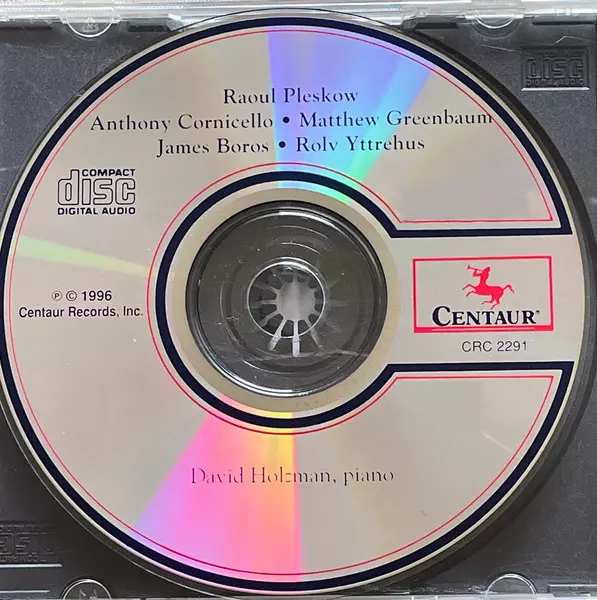 Raoul Pleskow
Anthony Cornicello • Matthew Greenbaum
James Boros • Rolv Yttrehus
COMPACT
disc
DIGITAL AUDIO
℗ © 1996
Centaur Records, Inc.
CENTAUR®
CRC 2291
David Holzman, piano
disc